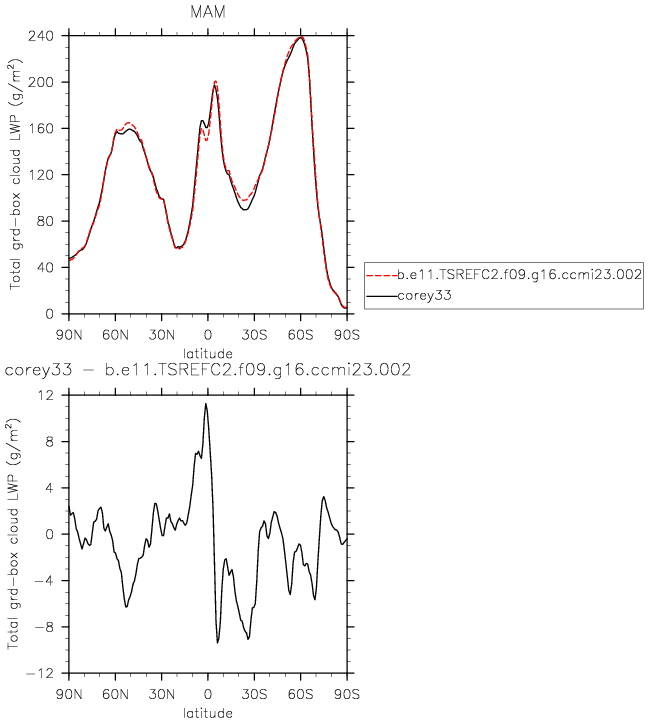 MAM
Total grd-box cloud LWP (g/m²)
240
200
160
120
80
40
0
90N 60N 30N 0 30S 60S 90S
latitude
b.e11.TSREFC2.f09.g16.ccmi23.002
corey33
corey33 - b.e11.TSREFC2.f09.g16.ccmi23.002
Total grd-box cloud LWP (g/m²)
12
8
4
0
-4
-8
-12
90N 60N 30N 0 30S 60S 90S
latitude